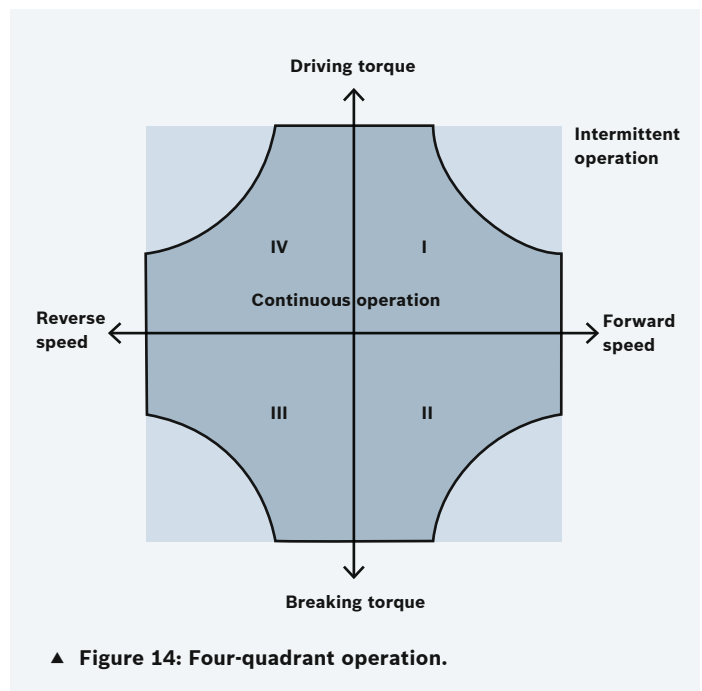 Driving torque
Intermittent
operation
IV
I
Continuous operation
Reverse
speed
Forward
speed
III
II
Breaking torque
▲ Figure 14: Four-quadrant operation.